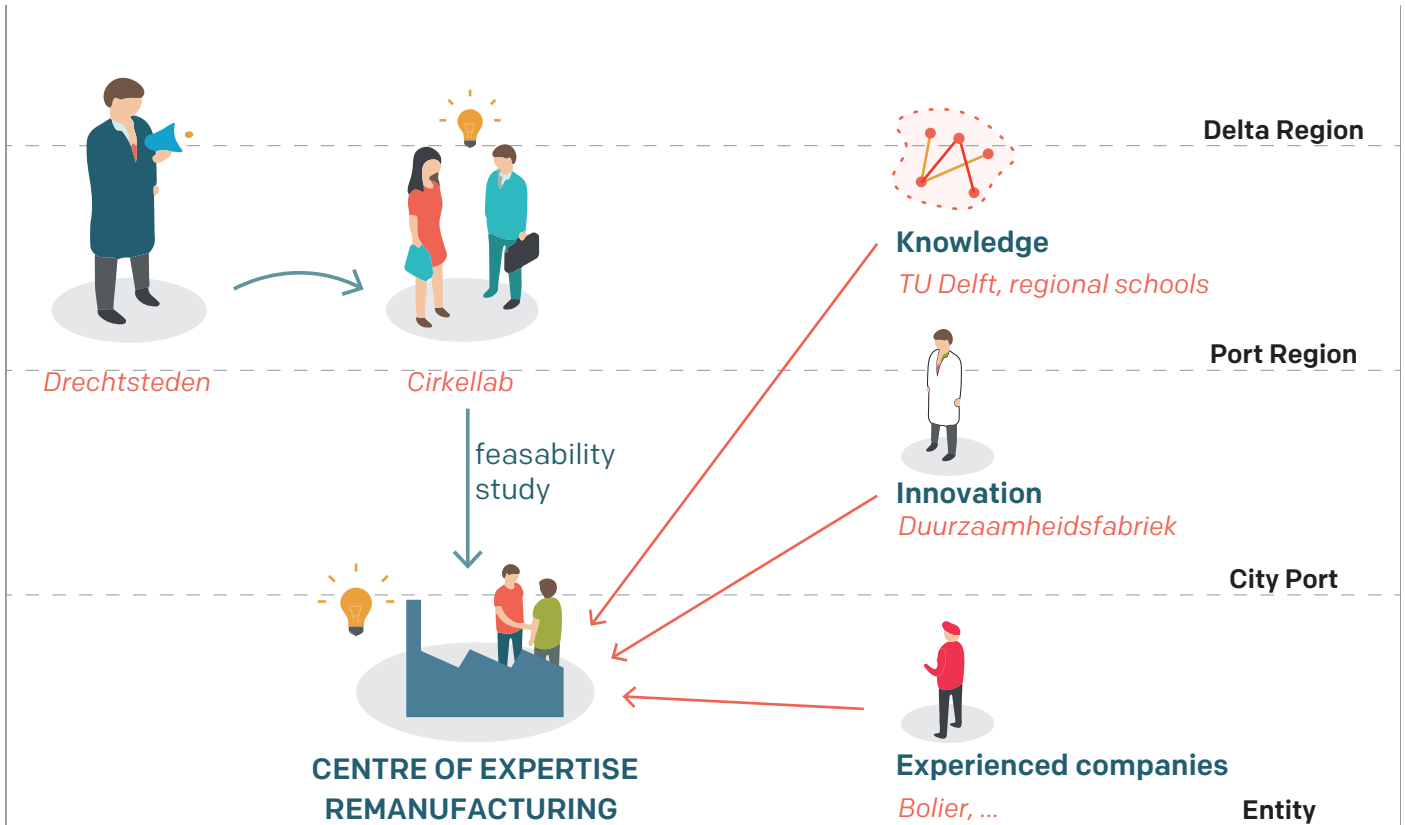 Delta Region
Knowledge
TU Delft, regional schools
Port Region
Drechtsteden
Cirkellab
feasability
study
Innovation
Duurzaamheidsfabriek
City Port
CENTRE OF EXPERTISE
REMANUFACTURING
Experienced companies
Bolier, ...
Entity